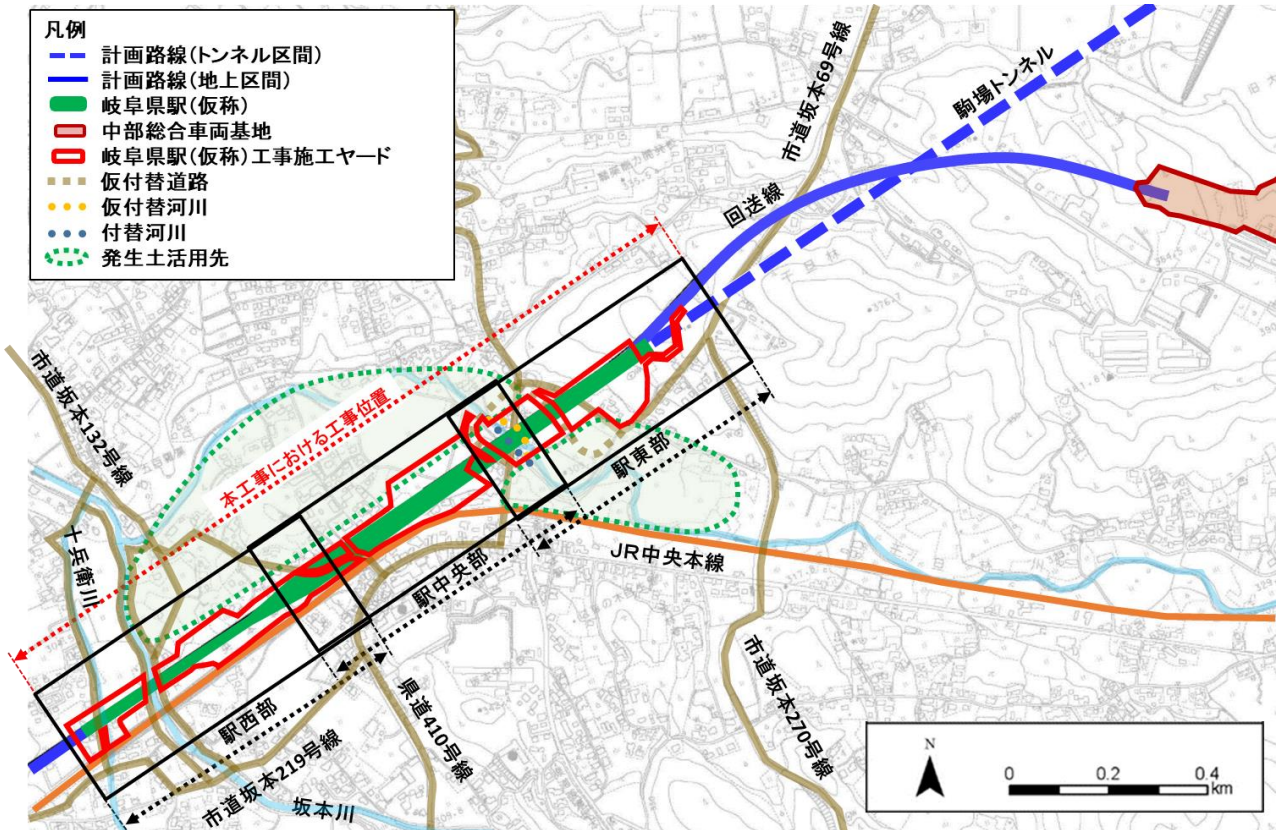 凡例
計画路線(トンネル区間)
計画路線(地上区間)
岐阜県駅(仮称)
中部総合車両基地
岐阜県駅(仮称)工事施工ヤード
仮付替道路
仮付替河川
付替河川
発生土活用先
市道坂本69号線
駒場トンネル
回送線
市道坂本132号線
本工事における工事位置
十兵衛川
駅東部
駅中央部
JR中央本線
駅西部
市道坂本219号線
県道410号線
市道坂本270号線
坂本川
N
0 0.2 0.4
km